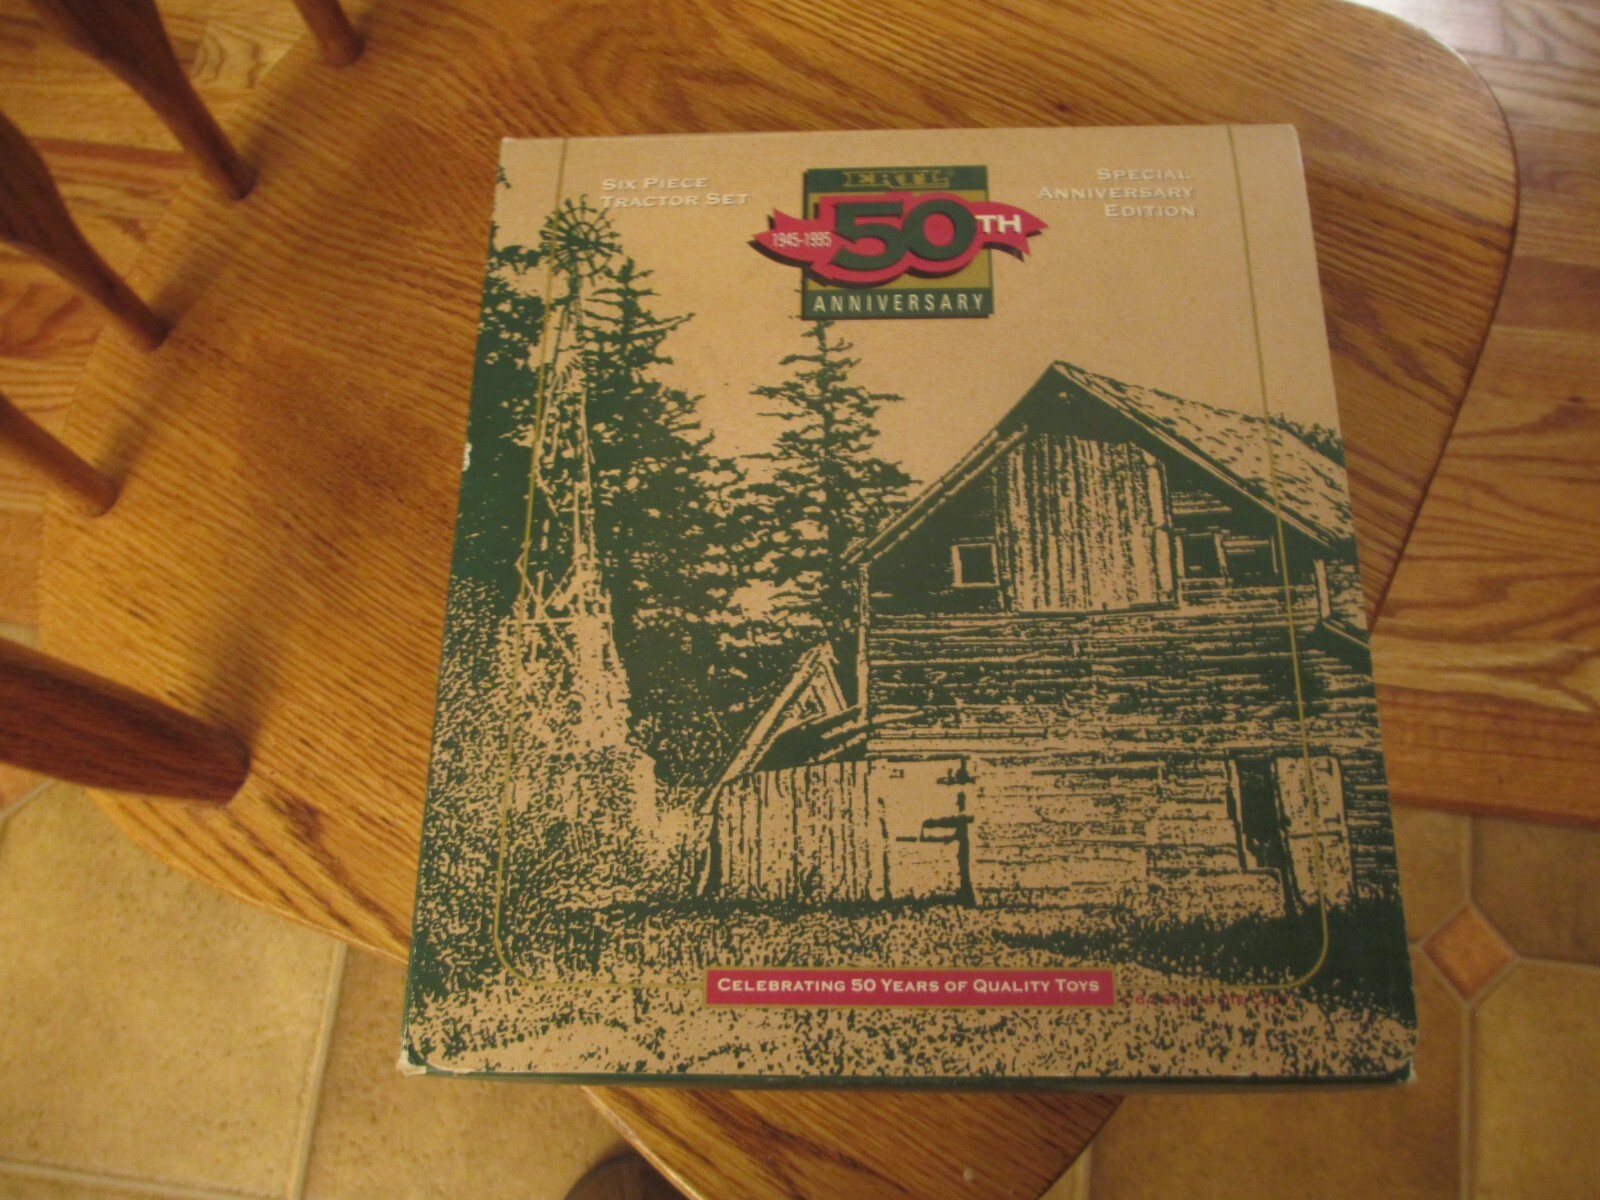 Six Piece
Tractor Set
ERTL
1945-1995
50TH
ANNIVERSARY
Special
Anniversary
Edition
Celebrating 50 Years of Quality Toys